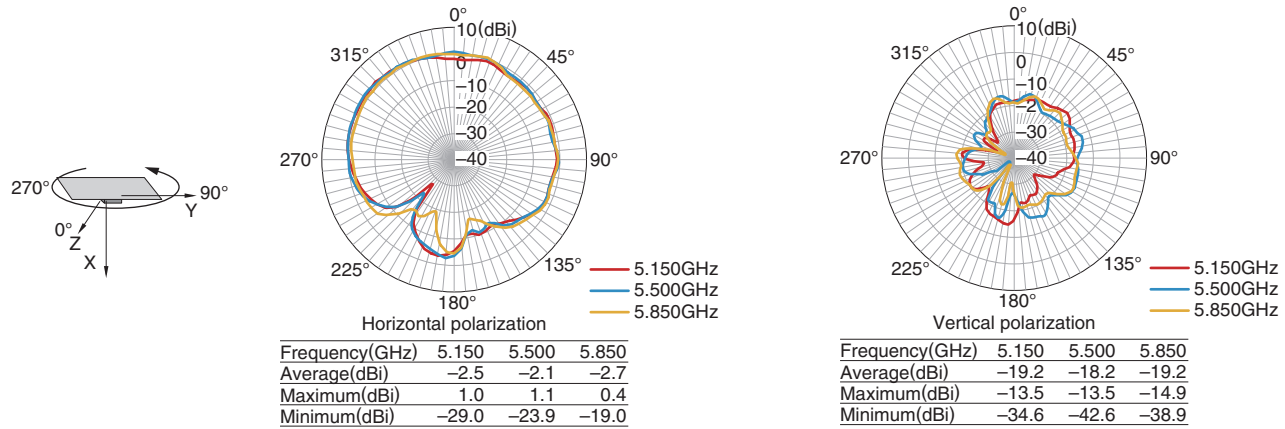 270°
90°
Y
0°
Z
X
0°
10(dBi)
315°
45°
0
–10
–20
–30
–40
270°
90°
225°
135°
180°
5.150GHz
5.500GHz
5.850GHz
Horizontal polarization
Frequency(GHz) 5.150 5.500 5.850
Average(dBi) –2.5 –2.1 –2.7
Maximum(dBi) 1.0 1.1 0.4
Minimum(dBi) –29.0 –23.9 –19.0
0°
10(dBi)
315°
45°
0
–10
–2
–30
–40
270°
90°
225°
135°
180°
5.150GHz
5.500GHz
5.850GHz
Vertical polarization
Frequency(GHz) 5.150 5.500 5.850
Average(dBi) –19.2 –18.2 –19.2
Maximum(dBi) –13.5 –13.5 –14.9
Minimum(dBi) –34.6 –42.6 –38.9